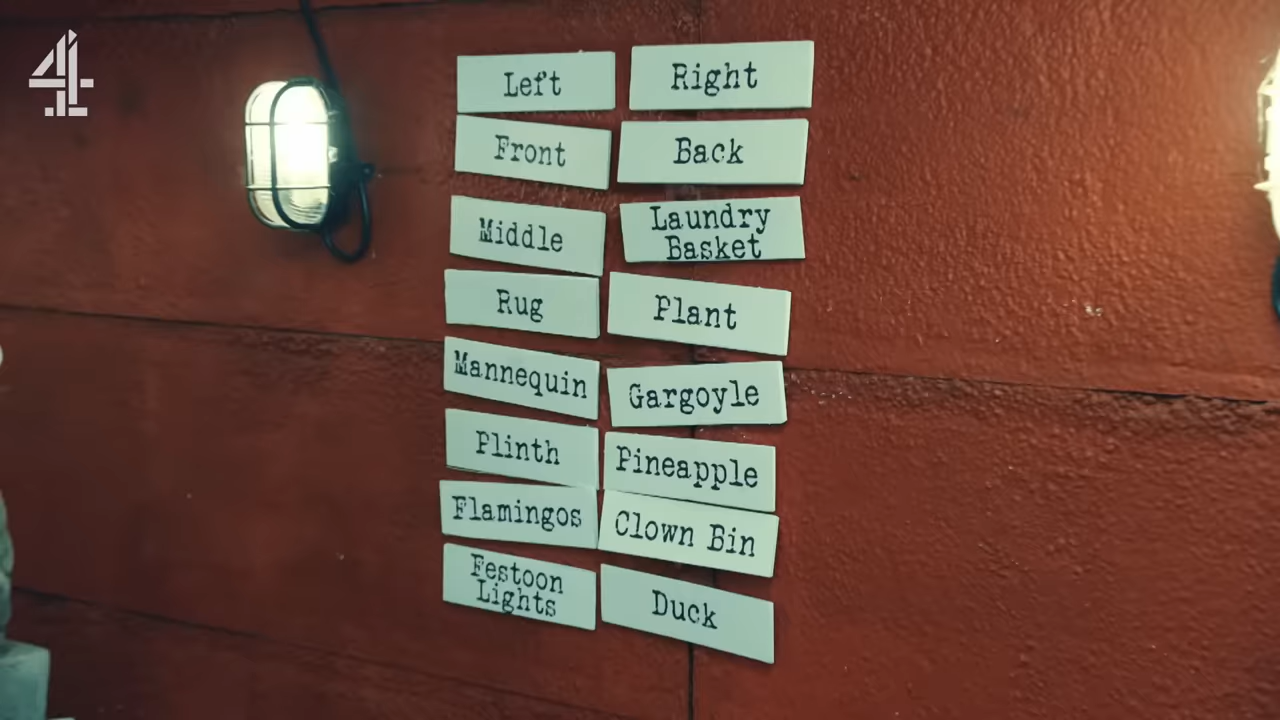 4
Left
Right
Front
Back
Middle
Laundry
Basket
Rug
Plant
Mannequin
Gargoyle
Plinth
Pineapple
Flamingos
Clown Bin
Festoon
Lights
Duck